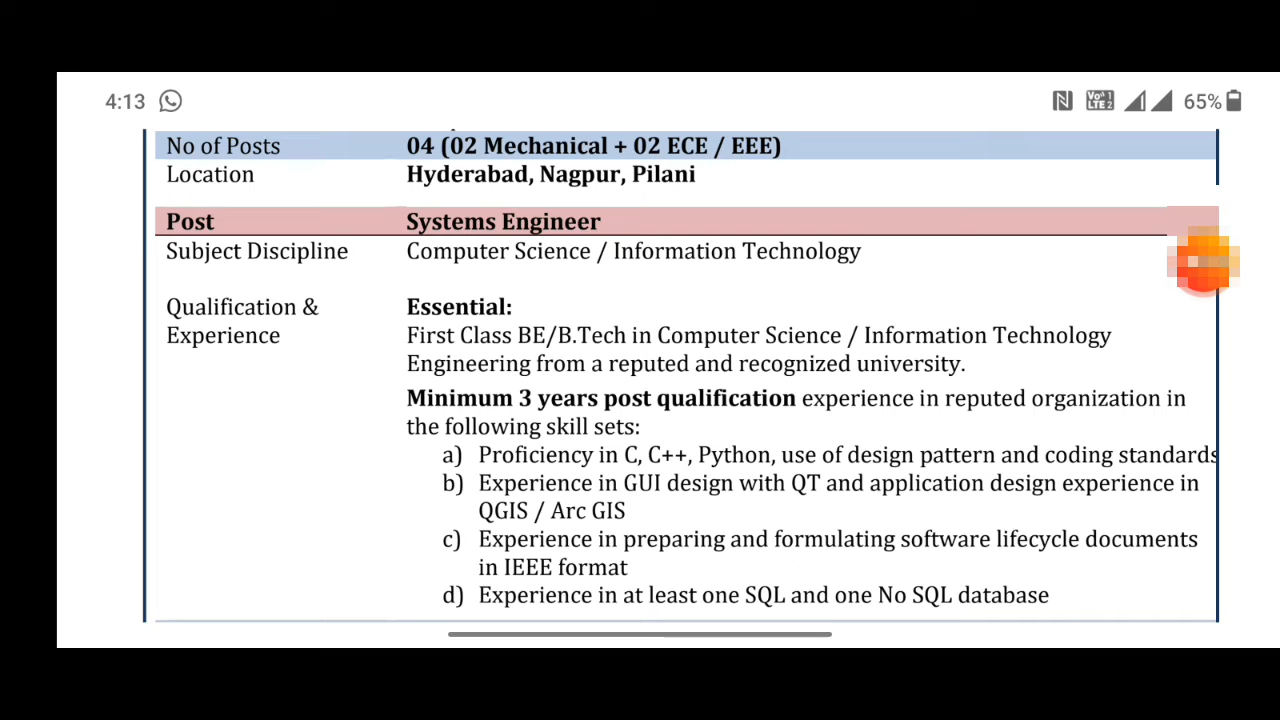 4:13
Vo 1 LTE 2 65%
No of Posts 04 (02 Mechanical + 02 ECE / EEE)
Location Hyderabad, Nagpur, Pilani
Post Systems Engineer
Subject Discipline Computer Science / Information Technology
Qualification & Essential:
Experience First Class BE/B.Tech in Computer Science / Information Technology
Engineering from a reputed and recognized university.
Minimum 3 years post qualification experience in reputed organization in
the following skill sets:
a) Proficiency in C, C++, Python, use of design pattern and coding standards
b) Experience in GUI design with QT and application design experience in
QGIS / Arc GIS
c) Experience in preparing and formulating software lifecycle documents
in IEEE format
d) Experience in at least one SQL and one No SQL database